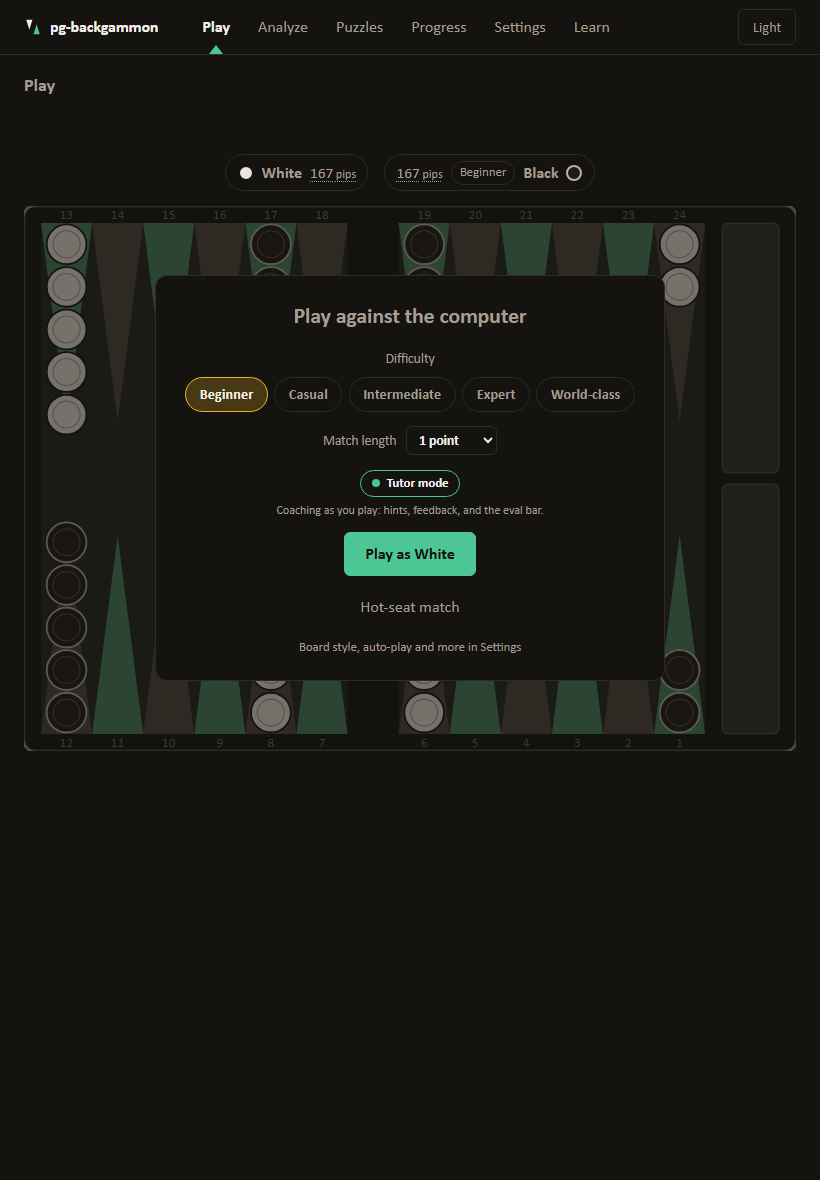 pg-backgammon Play Analyze Puzzles Progress Settings Learn Light
Play
White 167 pips 167 pips Beginner Black
13 14 15 16 17 18 19 20 21 22 23 24
Play against the computer
Difficulty
Beginner Casual Intermediate Expert World-class
Match length 1 point
Tutor mode
Coaching as you play: hints, feedback, and the eval bar.
Play as White
Hot-seat match
Board style, auto-play and more in Settings
12 11 10 9 8 7 6 5 4 3 2 1